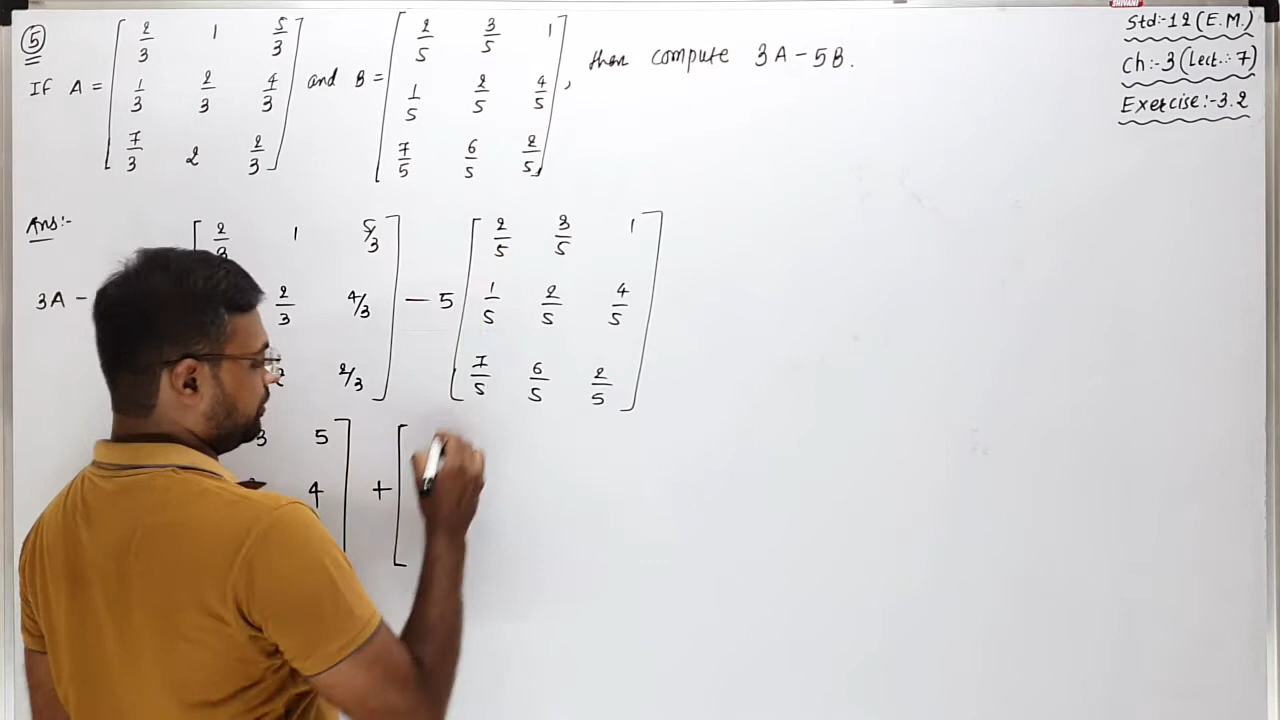 ⑤
If A = [ 2/3 1 5/3 ; 1/3 2/3 4/3 ; 7/3 2 2/3 ] and B = [ 2/5 3/5 1 ; 1/5 2/5 4/5 ; 7/5 6/5 2/5 ], then compute 3A - 5B.
SHIVANI
Std:-12 (E.M.)
Ch:-3 (Lect.:7)
Exercise:-3.2
Ans:-
3A - [ 2/3 1 5/3 ; 2/3 4/3 ; 2 2/3 ] - 5 [ 2/5 3/5 1 ; 1/5 2/5 4/5 ; 7/5 6/5 2/5 ]
3 5 ; 4 ] + [